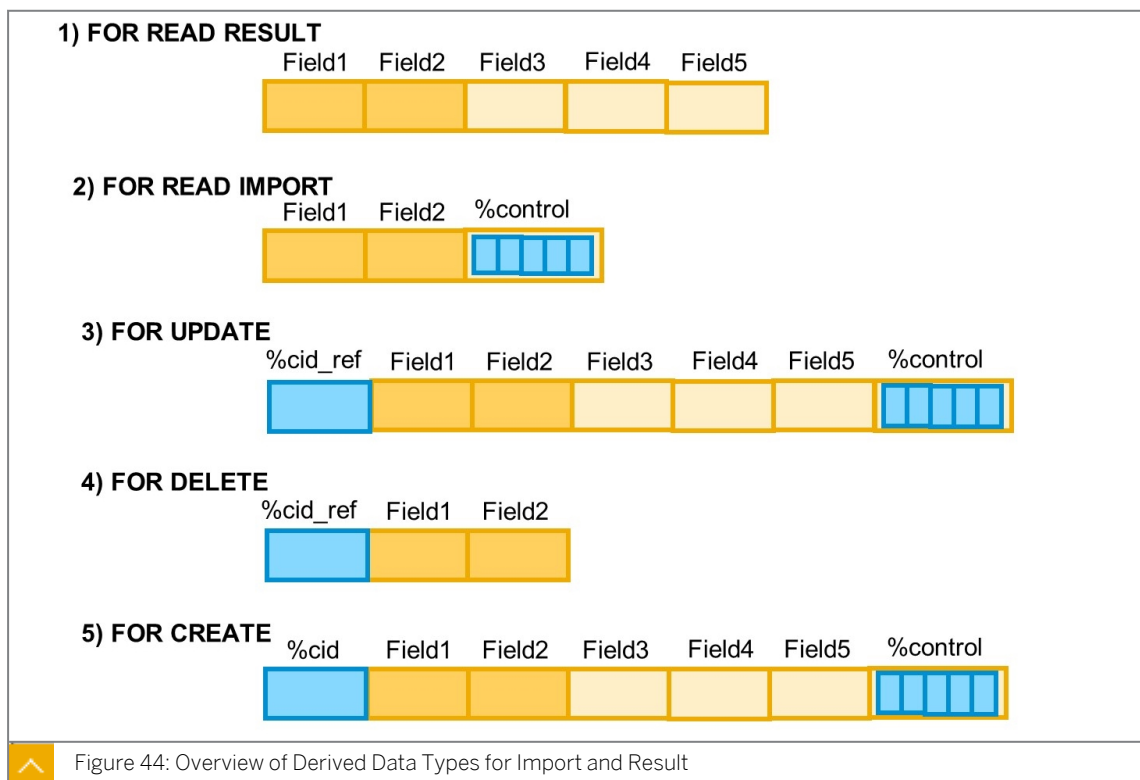 1) FOR READ RESULT
Field1 Field2 Field3 Field4 Field5
2) FOR READ IMPORT
Field1 Field2 %control
3) FOR UPDATE
%cid_ref Field1 Field2 Field3 Field4 Field5 %control
4) FOR DELETE
%cid_ref Field1 Field2
5) FOR CREATE
%cid Field1 Field2 Field3 Field4 Field5 %control
Figure 44: Overview of Derived Data Types for Import and Result